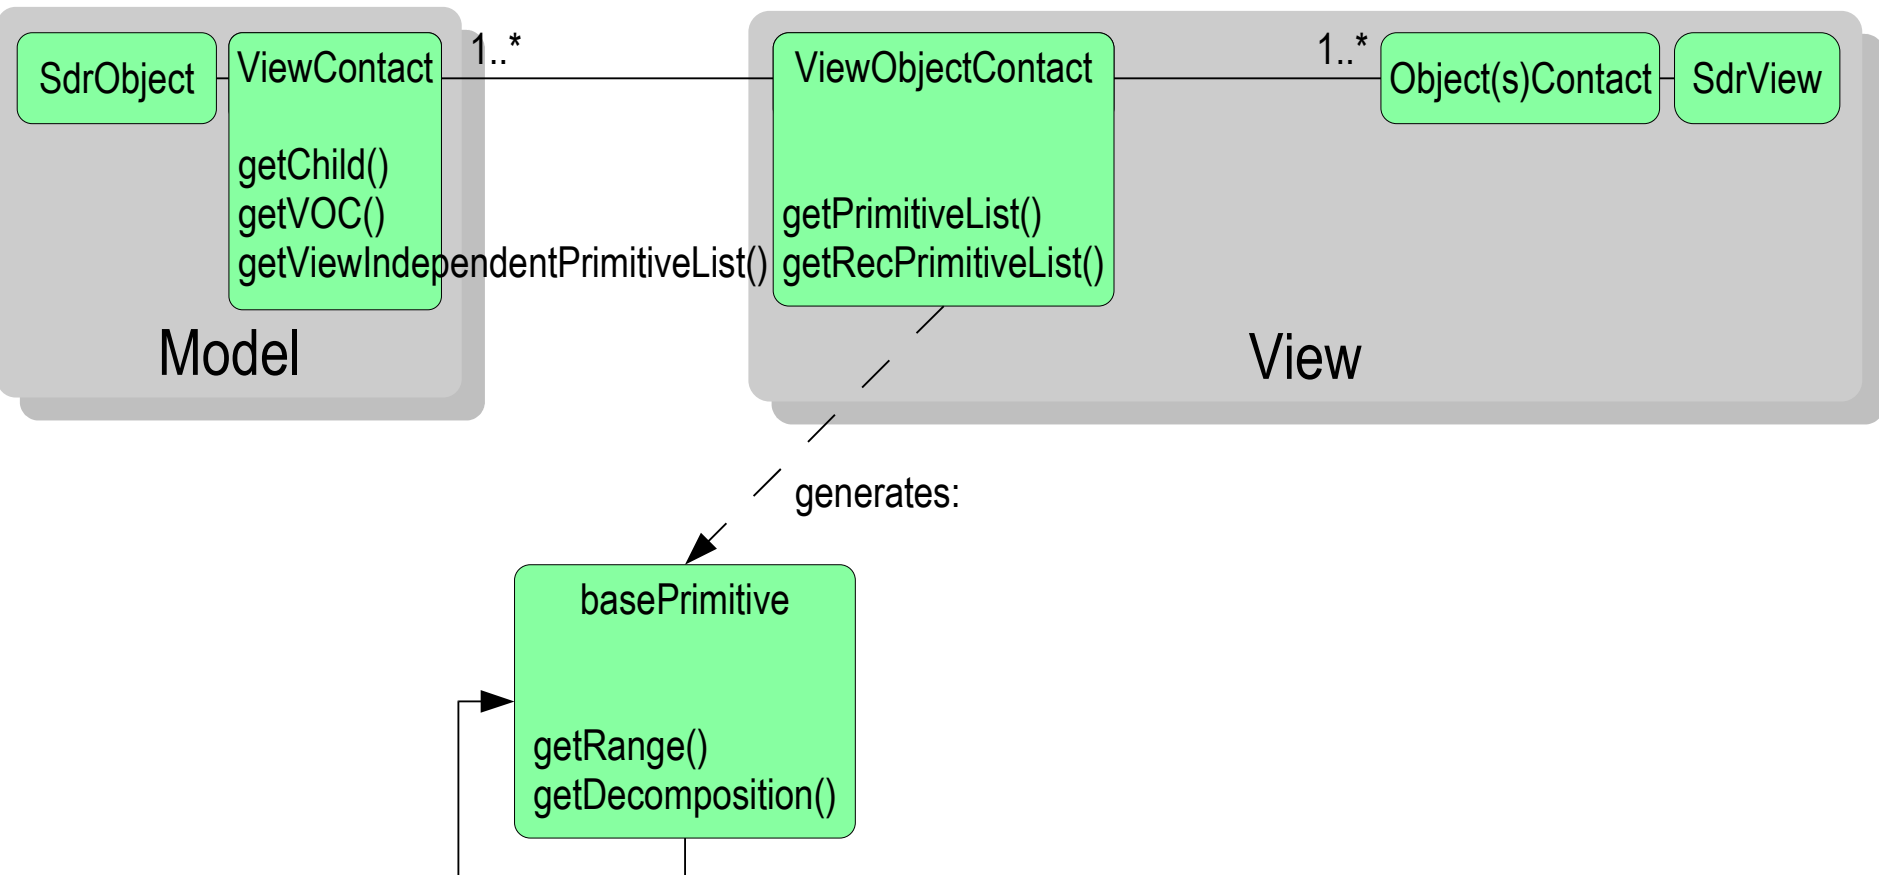 SdrObject
ViewContact
getChild()
getVOC()
getViewIndependentPrimitiveList()
Model
1..*
ViewObjectContact
getPrimitiveList()
getRecPrimitiveList()
1..*
Object(s)Contact
SdrView
View
generates:
basePrimitive
getRange()
getDecomposition()